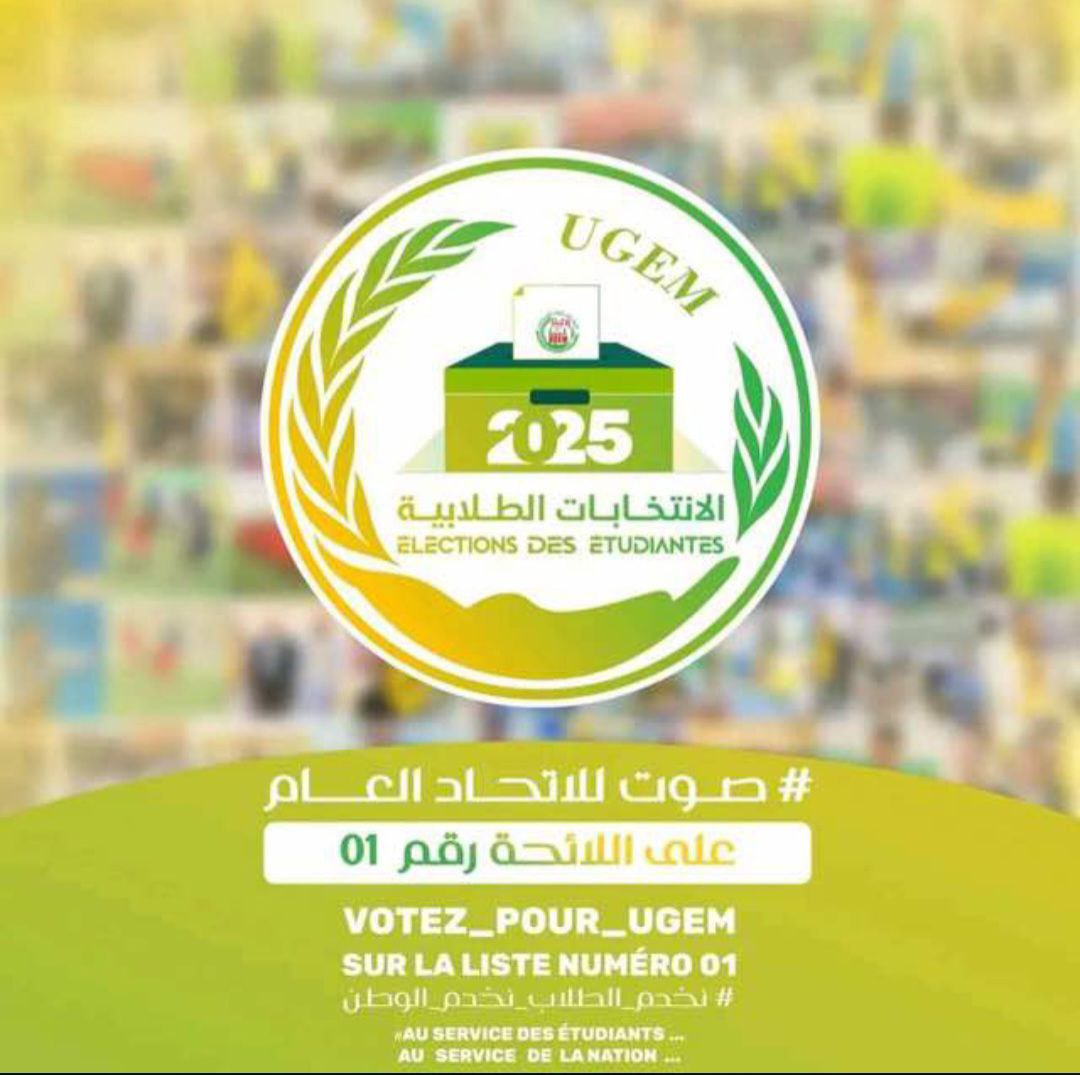 UGEM
2025
الانتخابات الطلابية
ELECTIONS DES ÉTUDIANTES
# صوت للاتحاد العام
على اللائحة رقم 01
VOTEZ_POUR_UGEM
SUR LA LISTE NUMÉRO 01
# نخدم_الطلاب_نخدم_الوطن
#AU SERVICE DES ÉTUDIANTS ...
AU SERVICE DE LA NATION ...